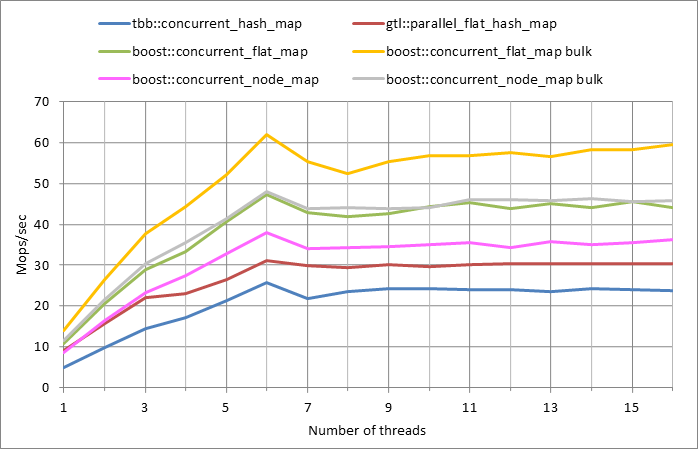 tbb::concurrent_hash_map gtl::parallel_flat_hash_map
boost::concurrent_flat_map boost::concurrent_flat_map bulk
boost::concurrent_node_map boost::concurrent_node_map bulk
70
60
50
40
30
20
10
0
Mops/sec
1 3 5 7 9 11 13 15
Number of threads